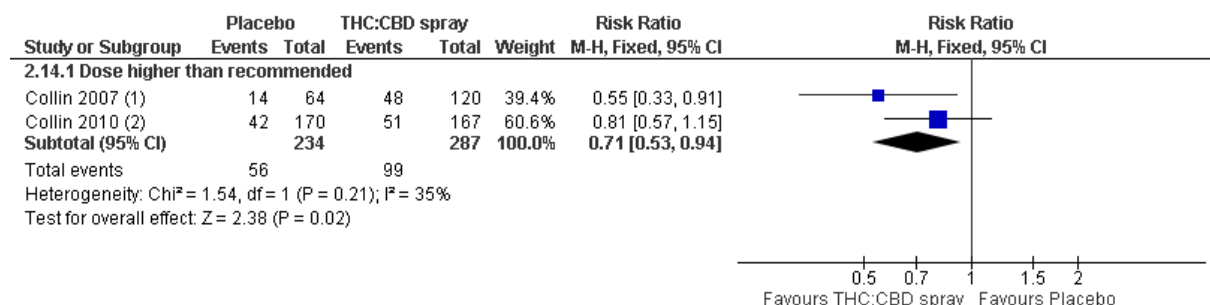 Placebo THC:CBD spray Risk Ratio Risk Ratio
Study or Subgroup Events Total Events Total Weight M-H, Fixed, 95% CI M-H, Fixed, 95% CI
2.14.1 Dose higher than recommended
Collin 2007 (1) 14 64 48 120 39.4% 0.55 [0.33, 0.91]
Collin 2010 (2) 42 170 51 167 60.6% 0.81 [0.57, 1.15]
Subtotal (95% CI) 234 287 100.0% 0.71 [0.53, 0.94]
Total events 56 99
Heterogeneity: Chi² = 1.54, df = 1 (P = 0.21); I² = 35%
Test for overall effect: Z = 2.38 (P = 0.02)
0.5 0.7 1 1.5 2
Favours THC:CBD spray Favours Placebo